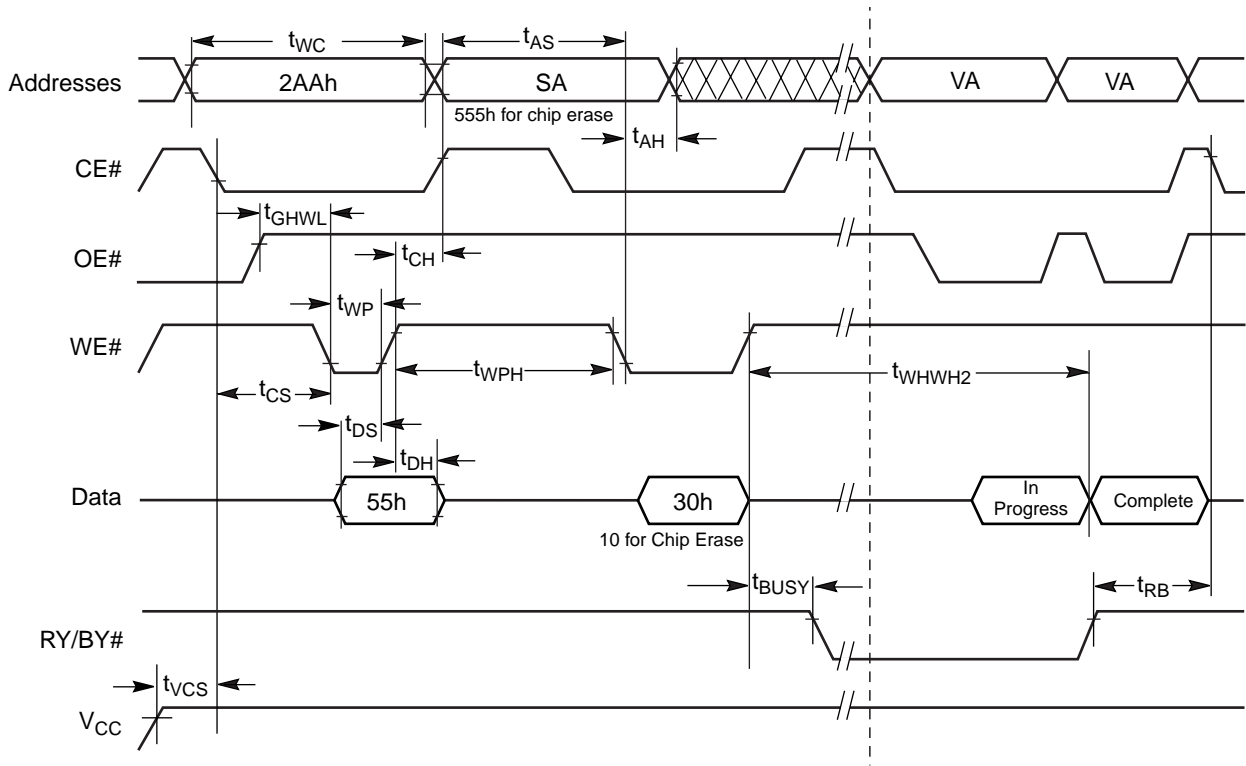 tWC
tAS
Addresses
2AAh
SA
VA
VA
555h for chip erase
tAH
CE#
tGHWL
tCH
OE#
tWP
WE#
tWPH
tWHWH2
tCS
tDS
tDH
Data
55h
30h
In
Progress
Complete
10 for Chip Erase
tBUSY
tRB
RY/BY#
tVCS
VCC